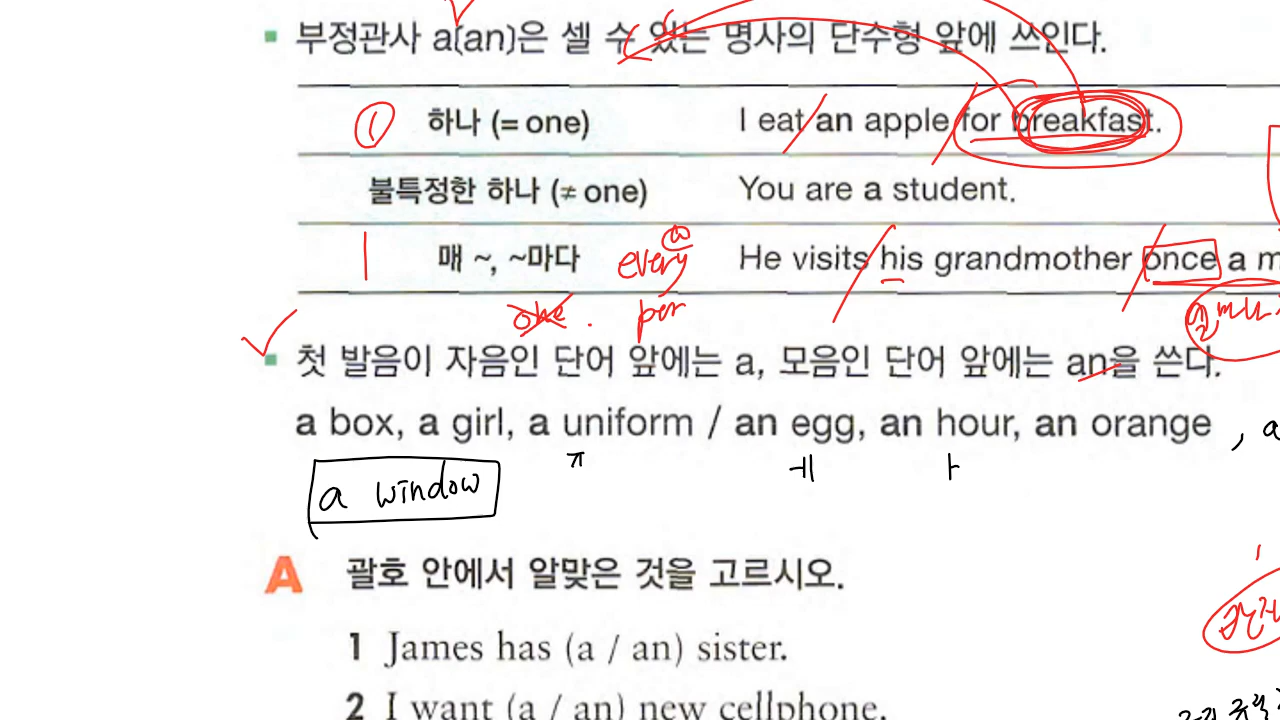 부정관사 a(an)은 셀 수 있는 명사의 단수형 앞에 쓰인다.
① 하나 (= one) I eat an apple for breakfast.
불특정한 하나 (≠ one) You are a student.
매 ~, ~마다 every He visits his grandmother once a m
one. per
첫 발음이 자음인 단어 앞에는 a, 모음인 단어 앞에는 an을 쓴다.
a box, a girl, a uniform / an egg, an hour, an orange , a
ㅠ ㅔ ㅏ
a window
A 괄호 안에서 알맞은 것을 고르시오.
1 James has (a / an) sister.
2 I want (a / an) new cellphone.